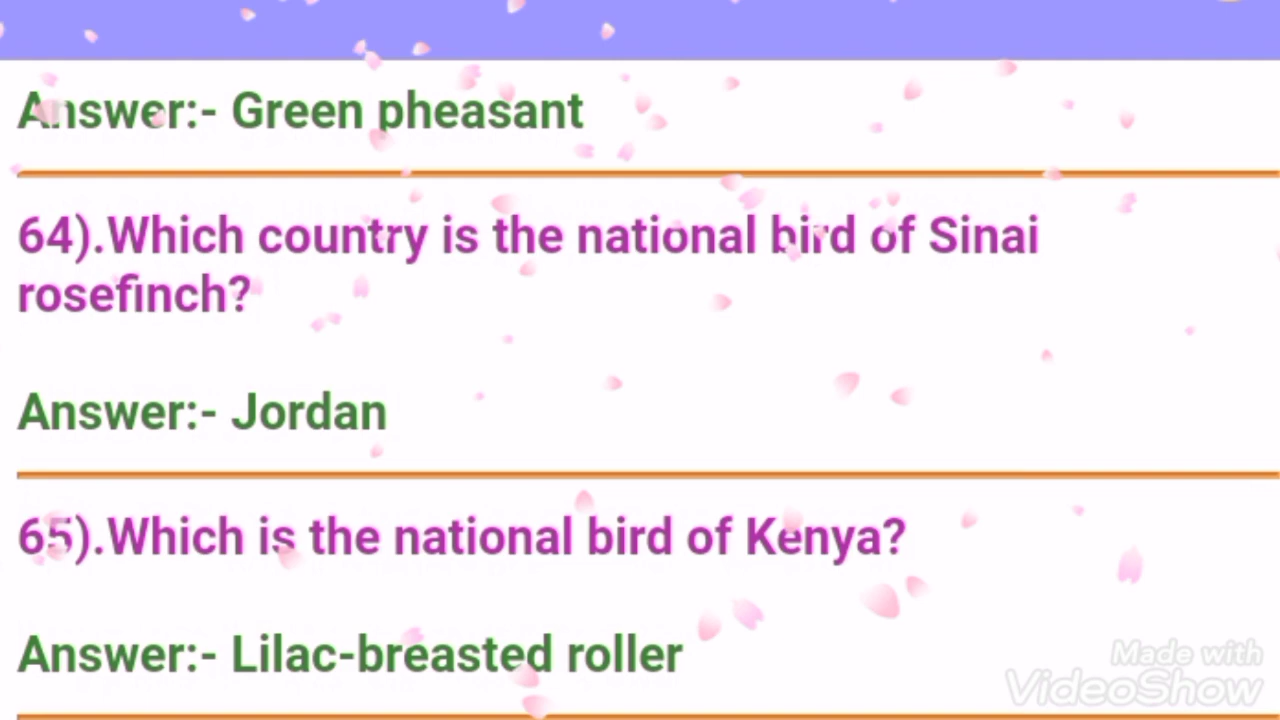 Answer:- Green pheasant
64).Which country is the national bird of Sinai
rosefinch?
Answer:- Jordan
65).Which is the national bird of Kenya?
Answer:- Lilac-breasted roller
Made with
VideoShow